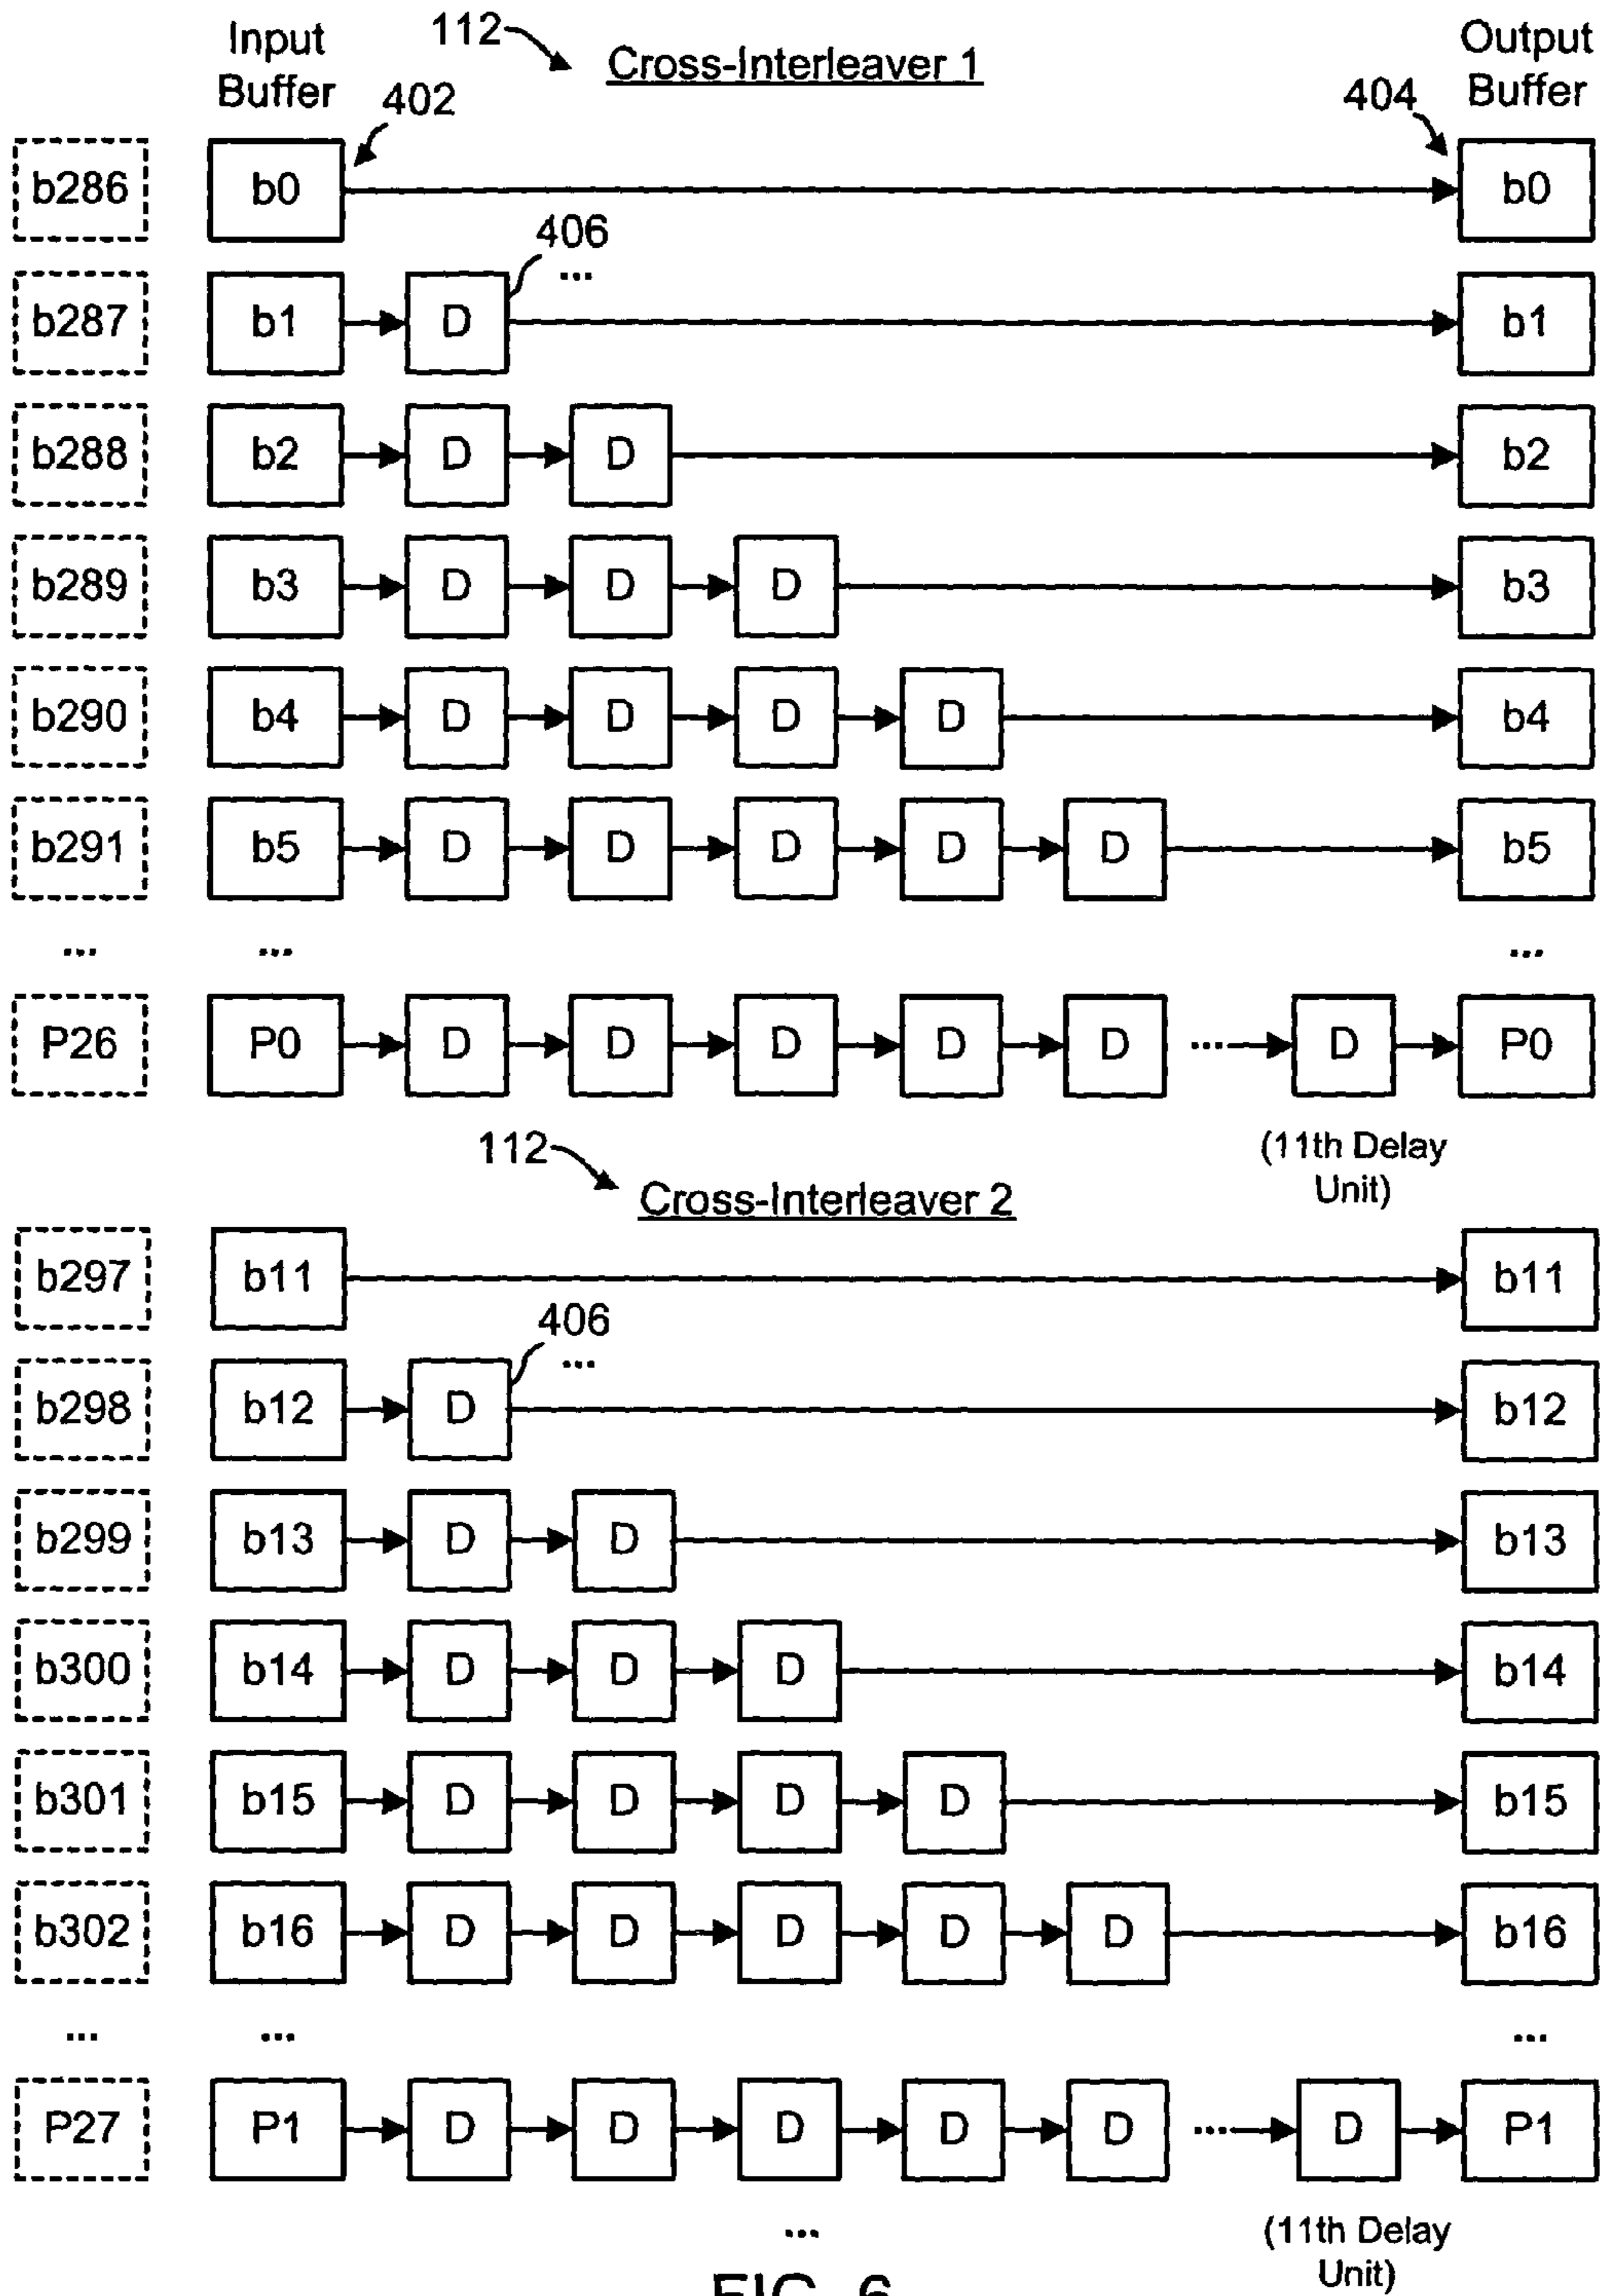 Input Buffer
112
Cross-Interleaver 1
Output Buffer
402
404
b286 b0 b0
406
...
b287 b1 D b1
b288 b2 D D b2
b289 b3 D D D b3
b290 b4 D D D D b4
b291 b5 D D D D D b5
... ... ...
P26 P0 D D D D D ... D P0
(11th Delay Unit)
112
Cross-Interleaver 2
b297 b11 b11
406
...
b298 b12 D b12
b299 b13 D D b13
b300 b14 D D D b14
b301 b15 D D D D b15
b302 b16 D D D D D b16
... ... ...
P27 P1 D D D D D ... D P1
...
(11th Delay Unit)
FIG. 6